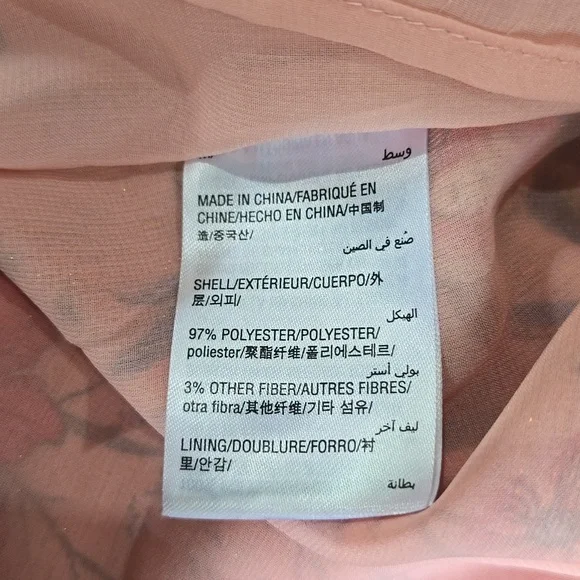 وسط
MADE IN CHINA/FABRIQUÉ EN
CHINE/HECHO EN CHINA/中国制
造/중국산/
صُنع في الصين
SHELL/EXTÉRIEUR/CUERPO/外
层/외피/
الهيكل
97% POLYESTER/POLYESTER/
poliester/聚酯纤维/폴리에스테르/
بولي أستر
3% OTHER FIBER/AUTRES FIBRES/
otra fibra/其他纤维/기타 섬유/
ليف آخر
LINING/DOUBLURE/FORRO/衬
里/안감/
بطانة